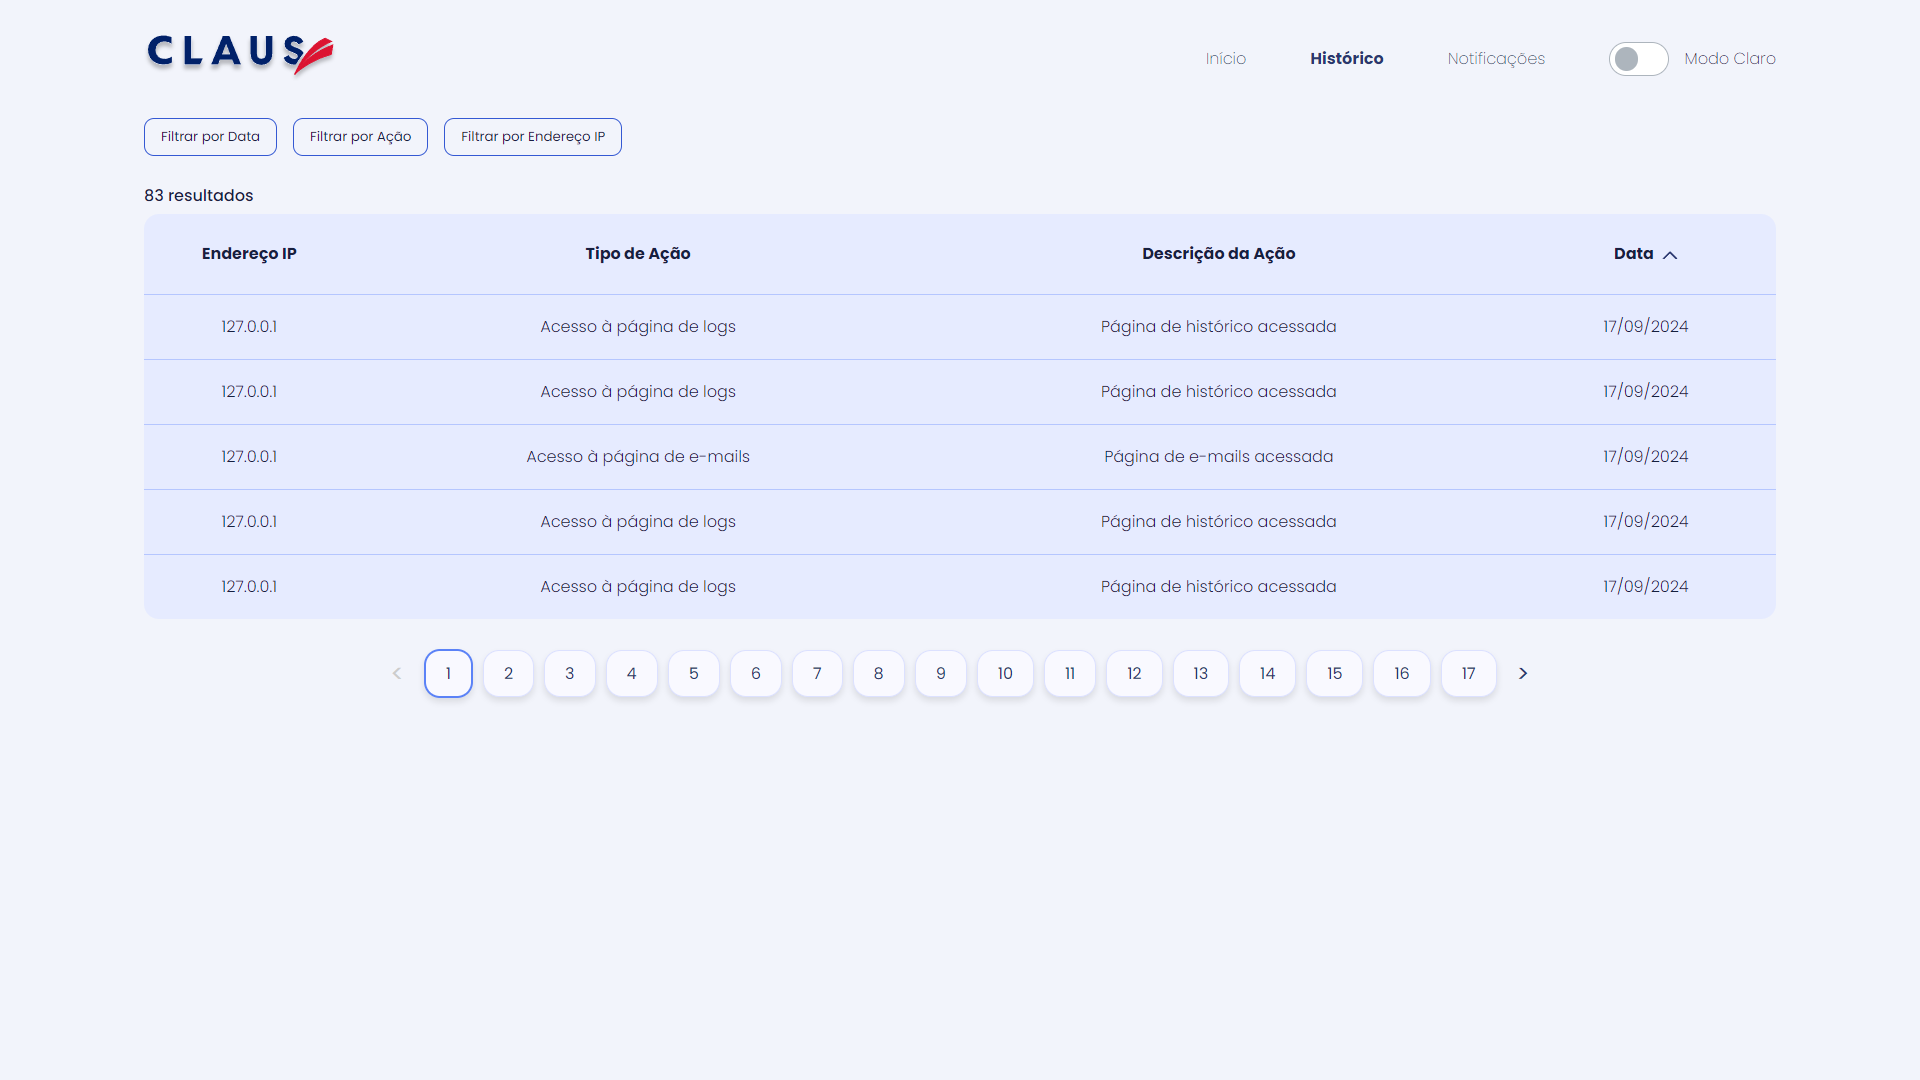 CLAUS
Início Histórico Notificações Modo Claro
Filtrar por Data Filtrar por Ação Filtrar por Endereço IP
83 resultados
Endereço IP Tipo de Ação Descrição da Ação Data
127.0.0.1 Acesso à página de logs Página de histórico acessada 17/09/2024
127.0.0.1 Acesso à página de logs Página de histórico acessada 17/09/2024
127.0.0.1 Acesso à página de e-mails Página de e-mails acessada 17/09/2024
127.0.0.1 Acesso à página de logs Página de histórico acessada 17/09/2024
127.0.0.1 Acesso à página de logs Página de histórico acessada 17/09/2024
< 1 2 3 4 5 6 7 8 9 10 11 12 13 14 15 16 17 >